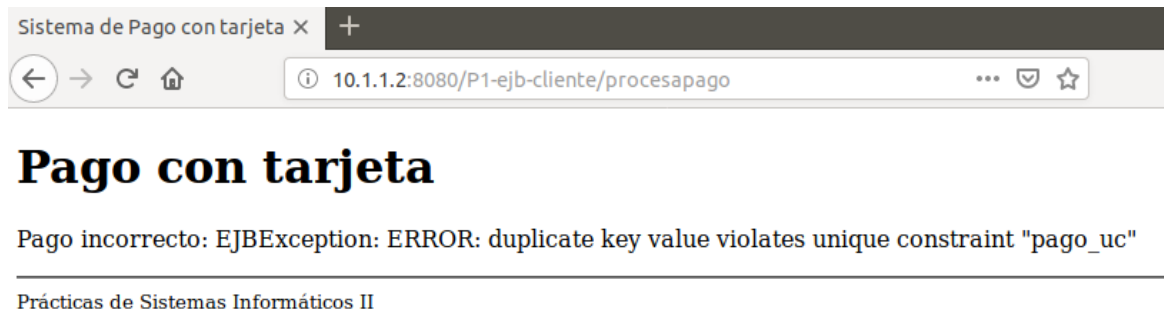 Sistema de Pago con tarjeta
10.1.1.2:8080/P1-ejb-cliente/procesapago
Pago con tarjeta
Pago incorrecto: EJBException: ERROR: duplicate key value violates unique constraint "pago_uc"
Prácticas de Sistemas Informáticos II